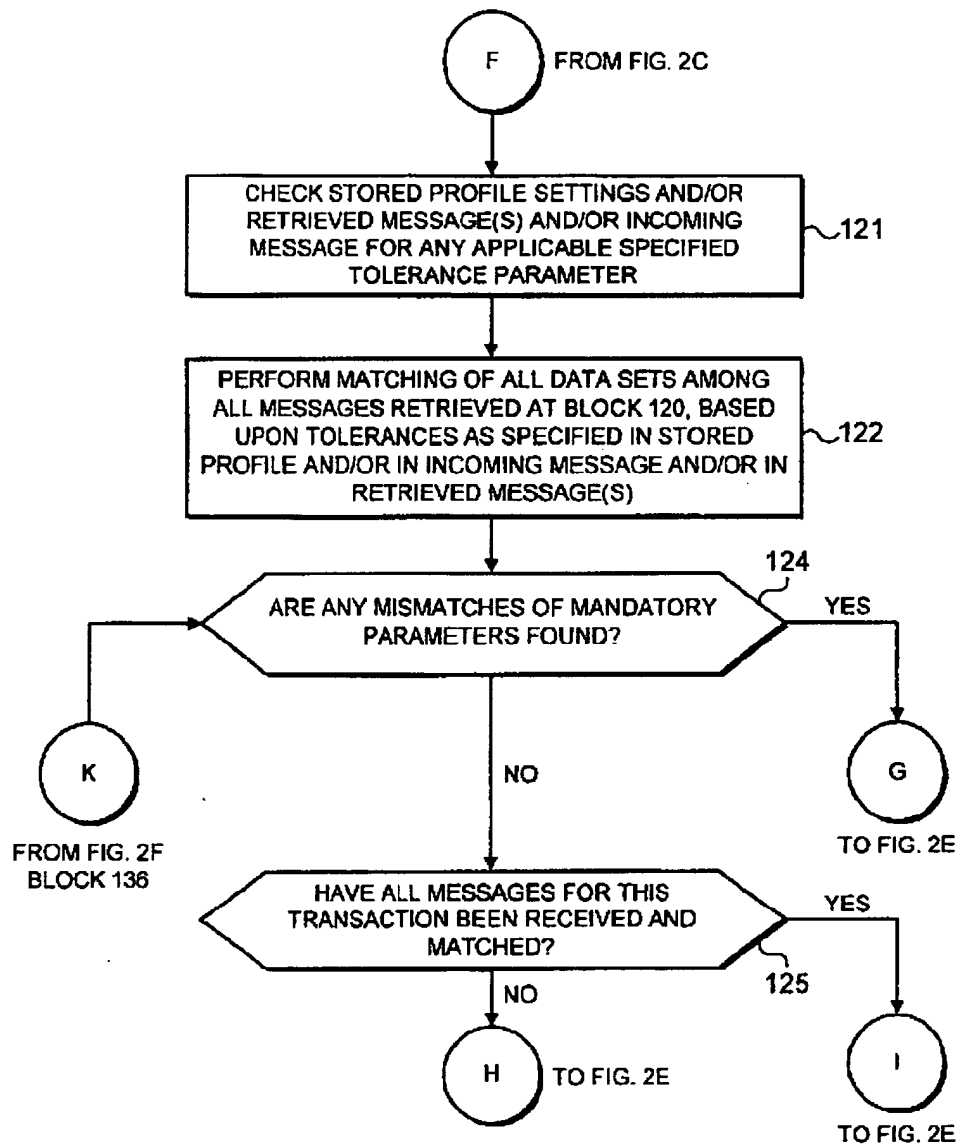 F
FROM FIG. 2C
CHECK STORED PROFILE SETTINGS AND/OR
RETRIEVED MESSAGE(S) AND/OR INCOMING
MESSAGE FOR ANY APPLICABLE SPECIFIED
TOLERANCE PARAMETER
121
PERFORM MATCHING OF ALL DATA SETS AMONG
ALL MESSAGES RETRIEVED AT BLOCK 120, BASED
UPON TOLERANCES AS SPECIFIED IN STORED
PROFILE AND/OR IN INCOMING MESSAGE AND/OR IN
RETRIEVED MESSAGE(S)
122
124
ARE ANY MISMATCHES OF MANDATORY
PARAMETERS FOUND?
YES
K
FROM FIG. 2F
BLOCK 136
NO
G
TO FIG. 2E
HAVE ALL MESSAGES FOR THIS
TRANSACTION BEEN RECEIVED AND
MATCHED?
YES
125
NO
H
TO FIG. 2E
I
TO FIG. 2E